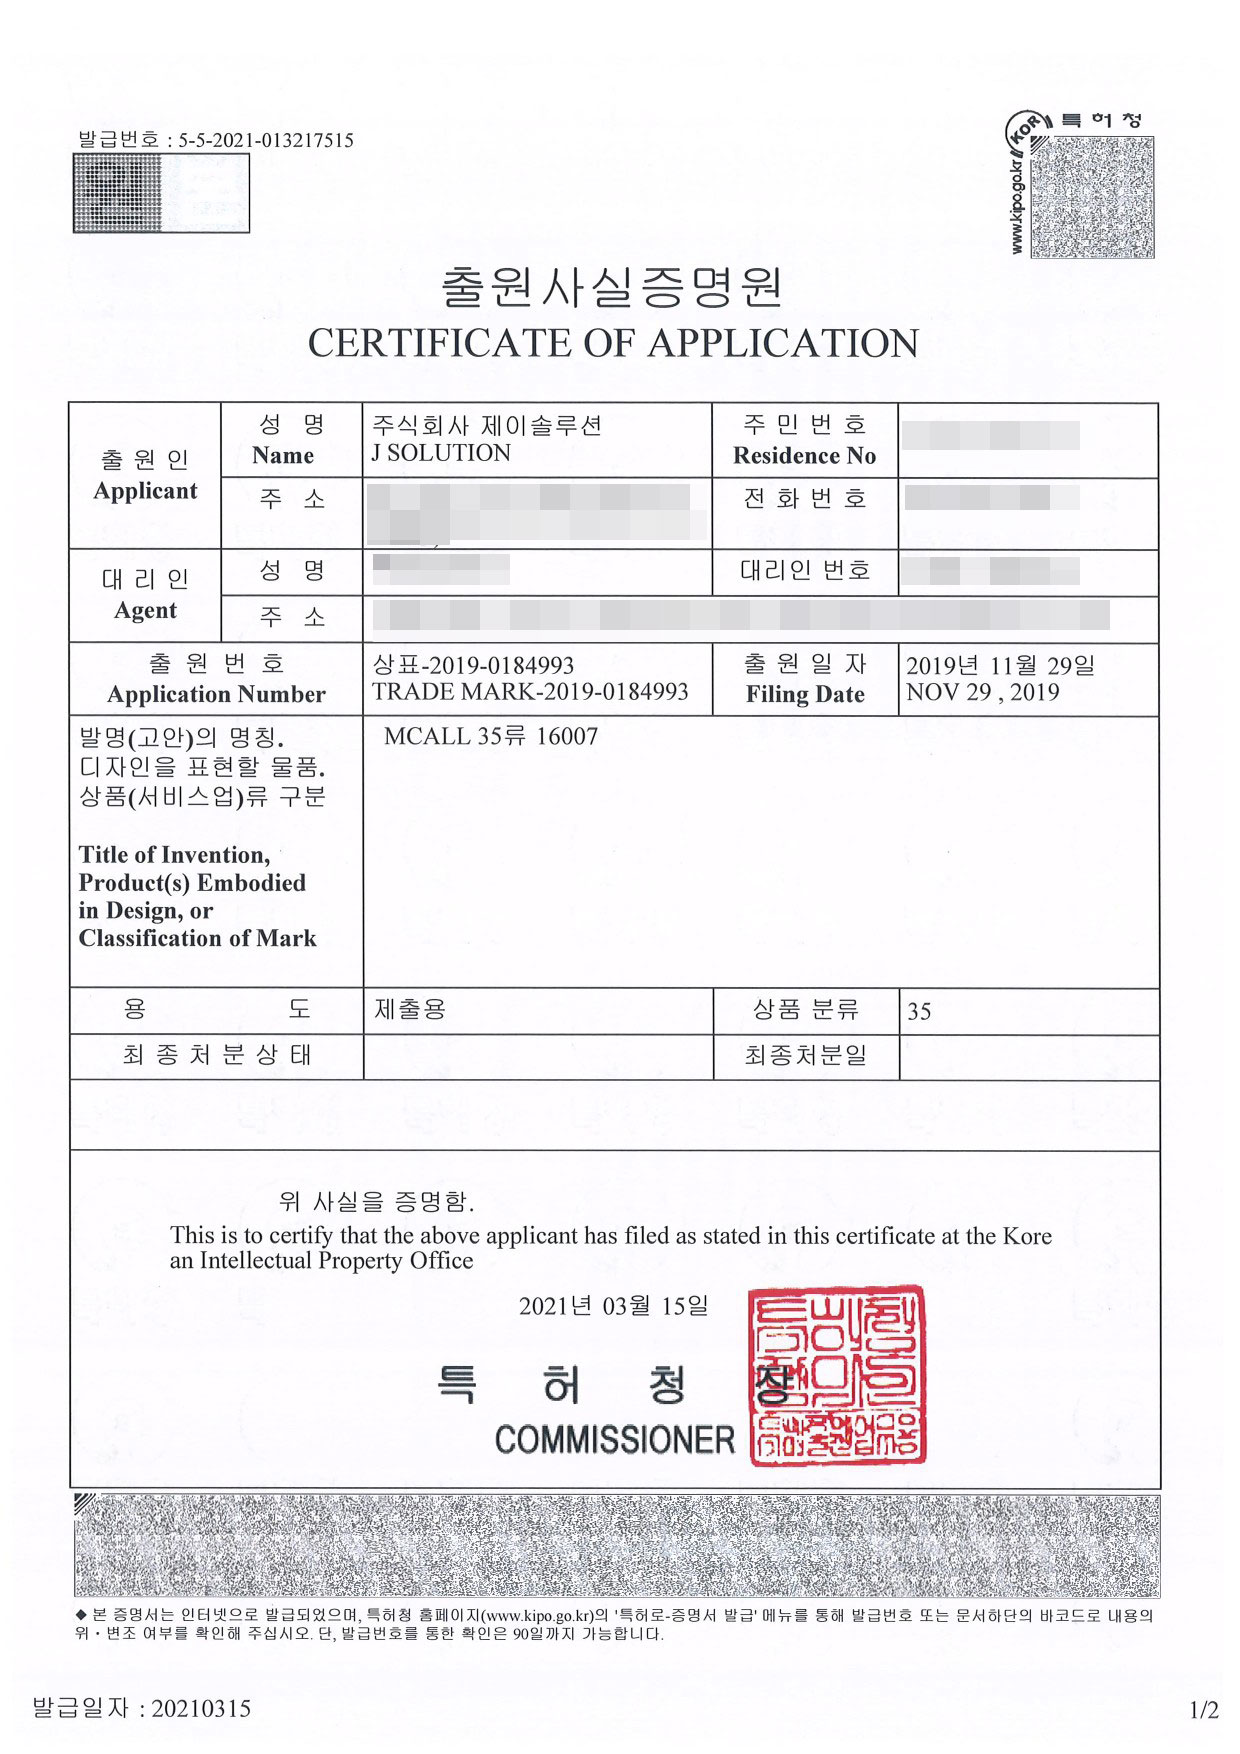 발급번호 : 5-5-2021-013217515
원
KOR
특허청
www.kipo.go.kr
출원사실증명원
CERTIFICATE OF APPLICATION
출 원 인
Applicant
성 명
Name
주식회사 제이솔루션
J SOLUTION
주 민 번 호
Residence No
주 소
전 화 번 호
대 리 인
Agent
성 명
대리인 번호
주 소
출 원 번 호
Application Number
상표-2019-0184993
TRADE MARK-2019-0184993
출 원 일 자
Filing Date
2019년 11월 29일
NOV 29 , 2019
발명(고안)의 명칭.
디자인을 표현할 물품.
상품(서비스업)류 구분
Title of Invention,
Product(s) Embodied
in Design, or
Classification of Mark
MCALL 35류 16007
용 도
제출용
상품 분류
35
최 종 처 분 상 태
최종처분일
위 사실을 증명함.
This is to certify that the above applicant has filed as stated in this certificate at the Kore
an Intellectual Property Office
2021년 03월 15일
특 허 청 장
COMMISSIONER
◆ 본 증명서는 인터넷으로 발급되었으며, 특허청 홈페이지(www.kipo.go.kr)의 '특허로-증명서 발급' 메뉴를 통해 발급번호 또는 문서하단의 바코드로 내용의
위・변조 여부를 확인해 주십시오. 단, 발급번호를 통한 확인은 90일까지 가능합니다.
발급일자 : 20210315
1/2